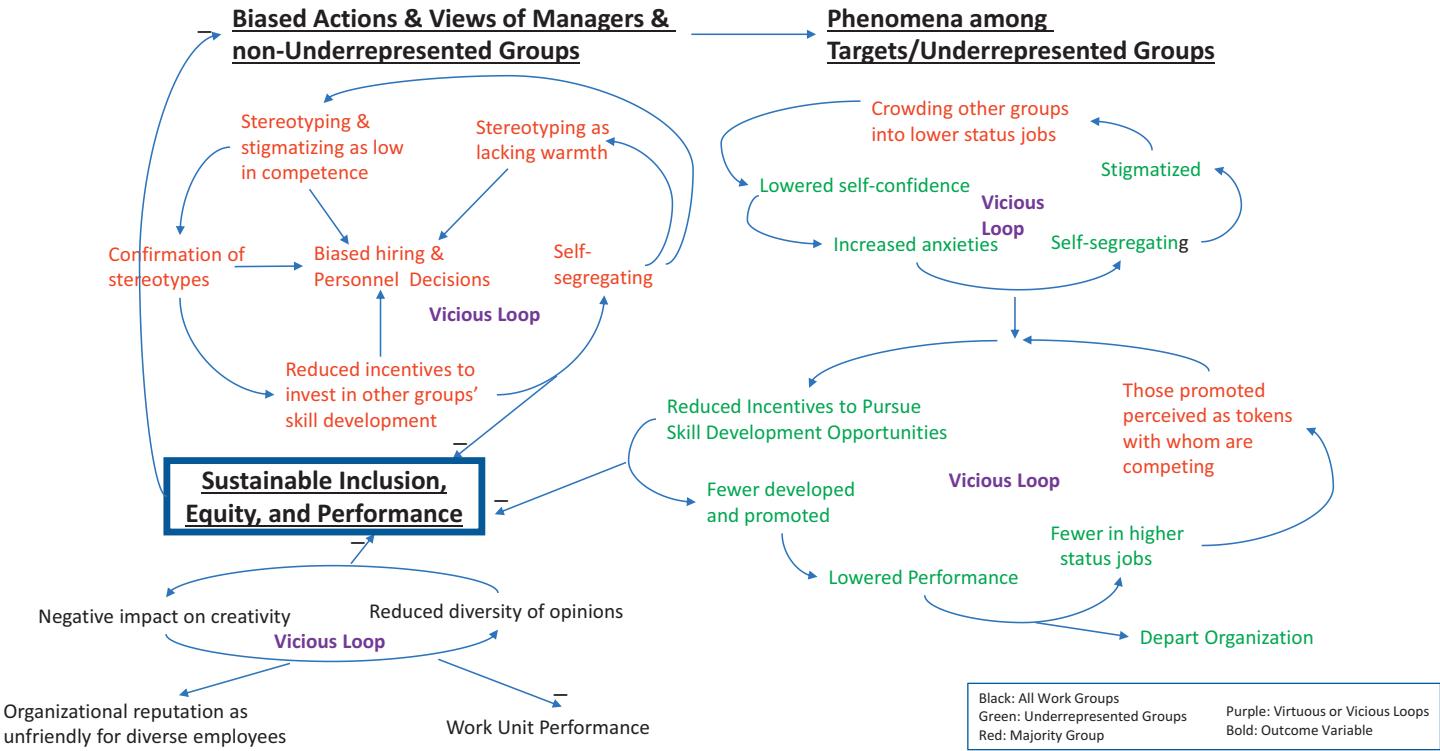 Biased Actions & Views of Managers &
non-Underrepresented Groups
Phenomena among
Targets/Underrepresented Groups
Stereotyping &
stigmatizing as low
in competence
Stereotyping as
lacking warmth
Confirmation of
stereotypes
Biased hiring &
Personnel Decisions
Self-
segregating
Vicious Loop
Reduced incentives to
invest in other groups'
skill development
Crowding other groups
into lower status jobs
Stigmatized
Lowered self-confidence
Vicious
Loop
Increased anxieties
Self-segregating
Reduced Incentives to Pursue
Skill Development Opportunities
Those promoted
perceived as tokens
with whom are
competing
Vicious Loop
Fewer developed
and promoted
Fewer in higher
status jobs
Lowered Performance
Depart Organization
Sustainable Inclusion,
Equity, and Performance
Negative impact on creativity
Reduced diversity of opinions
Vicious Loop
Organizational reputation as
unfriendly for diverse employees
Work Unit Performance
Black: All Work Groups
Green: Underrepresented Groups
Red: Majority Group
Purple: Virtuous or Vicious Loops
Bold: Outcome Variable